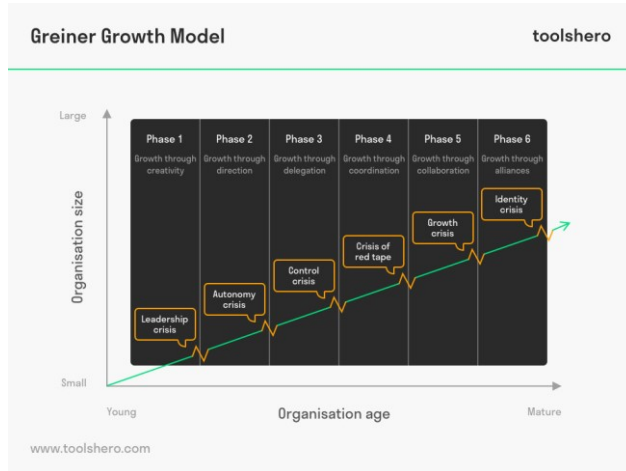 Greiner Growth Model
toolshero
Large
Organisation size
Small
Phase 1
Growth through
creativity
Phase 2
Growth through
direction
Phase 3
Growth through
delegation
Phase 4
Growth through
coordination
Phase 5
Growth through
collaboration
Phase 6
Growth through
alliances
Leadership
crisis
Autonomy
crisis
Control
crisis
Crisis of
red tape
Growth
crisis
Identity
crisis
Young
Organisation age
Mature
www.toolshero.com